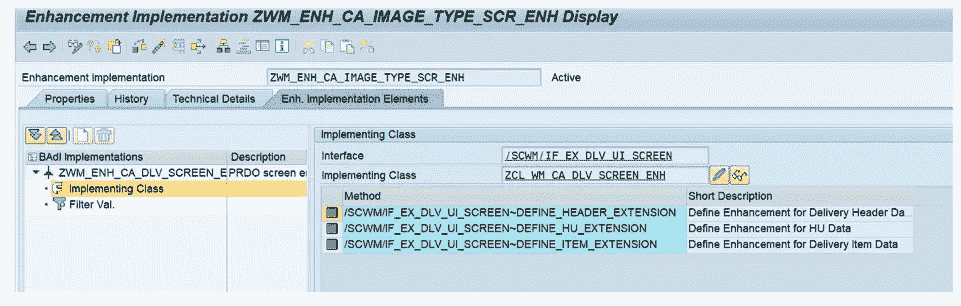 Enhancement Implementation ZWM_ENH_CA_IMAGE_TYPE_SCR_ENH Display
Enhancement Implementation ZWM_ENH_CA_IMAGE_TYPE_SCR_ENH Active
Properties History Technical Details Enh. Implementation Elements
BAdI Implementations Description
ZWM_ENH_CA_DLV_SCREEN_E PRDO screen en
Implementing Class
Filter Val.
Implementing Class
Interface /SCWM/IF_EX_DLV_UI_SCREEN
Implementing Class ZCL_WM_CA_DLV_SCREEN_ENH
Method Short Description
/SCWM/IF_EX_DLV_UI_SCREEN~DEFINE_HEADER_EXTENSION Define Enhancement for Delivery Header Da...
/SCWM/IF_EX_DLV_UI_SCREEN~DEFINE_HU_EXTENSION Define Enhancement for HU Data
/SCWM/IF_EX_DLV_UI_SCREEN~DEFINE_ITEM_EXTENSION Define Enhancement for Delivery Item Data